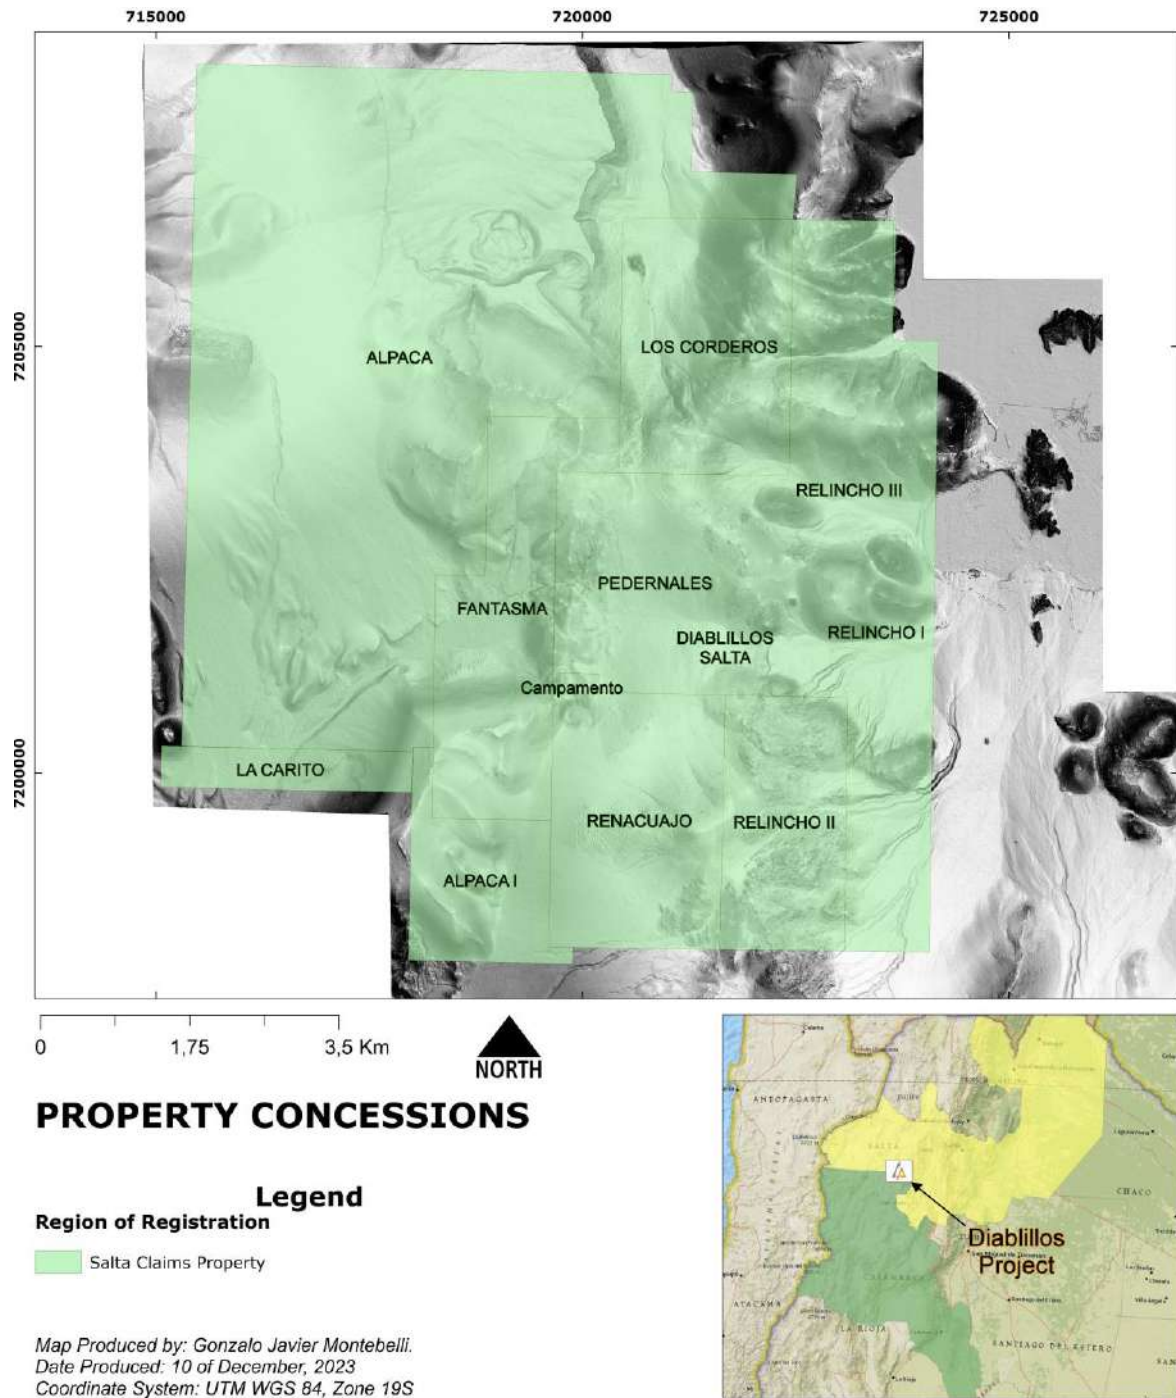 715000 720000 725000
7205000
7200000
ALPACA
LOS CORDEROS
RELINCHO III
PEDERNALES
FANTASMA
DIABLILLOS
SALTA
RELINCHO I
Campamento
LA CARITO
RENACUAJO
RELINCHO II
ALPACA I
0 1,75 3,5 Km
NORTH
PROPERTY CONCESSIONS
Legend
Region of Registration
Salta Claims Property
Map Produced by: Gonzalo Javier Montebelli.
Date Produced: 10 of December, 2023
Coordinate System: UTM WGS 84, Zone 19S
ANTOFAGASTA
SALTA
CHACO
Diablillos
Project
CATAMARCA
ATACAMA
LA RIOJA
SANTIAGO DEL ESTERO